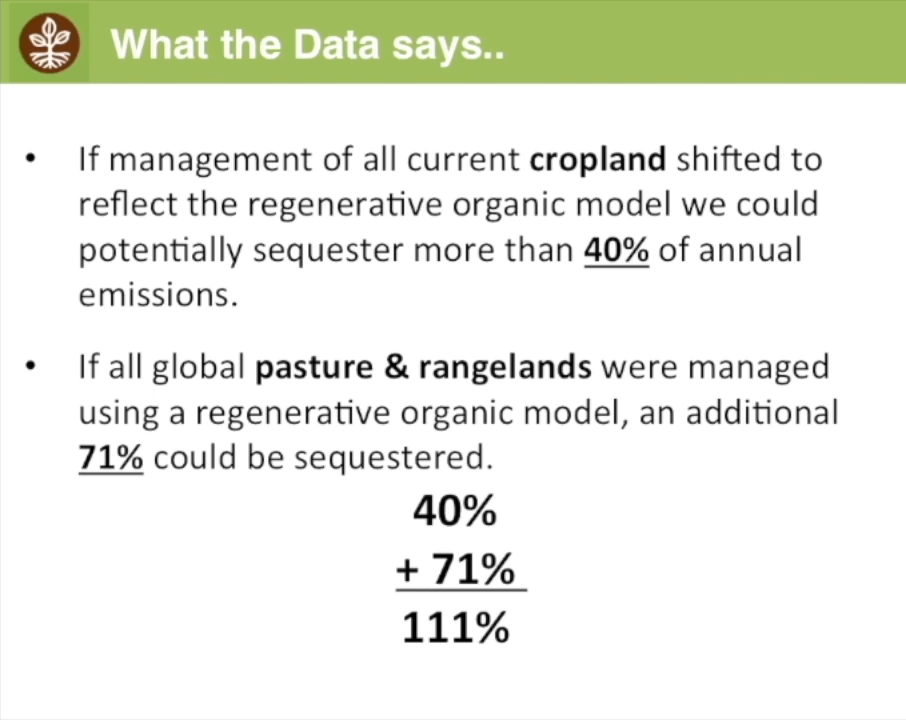 What the Data says..
• If management of all current cropland shifted to
reflect the regenerative organic model we could
potentially sequester more than 40% of annual
emissions.
• If all global pasture & rangelands were managed
using a regenerative organic model, an additional
71% could be sequestered.
40%
+ 71%
111%